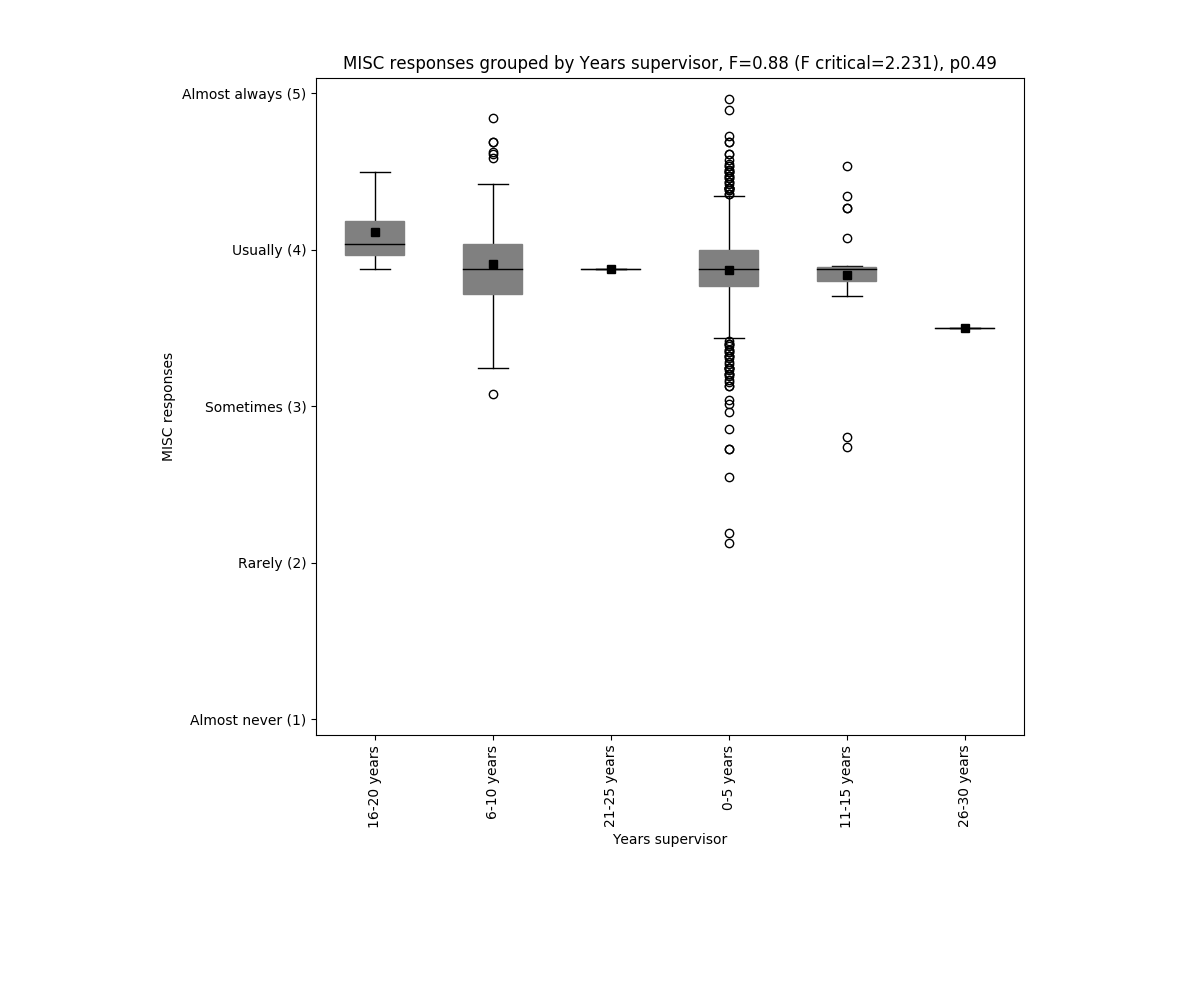 MISC responses grouped by Years supervisor, F=0.88 (F critical=2.231), p0.49
Almost always (5)
Usually (4)
Sometimes (3)
Rarely (2)
Almost never (1)
MISC responses
16-20 years
6-10 years
21-25 years
0-5 years
11-15 years
26-30 years
Years supervisor